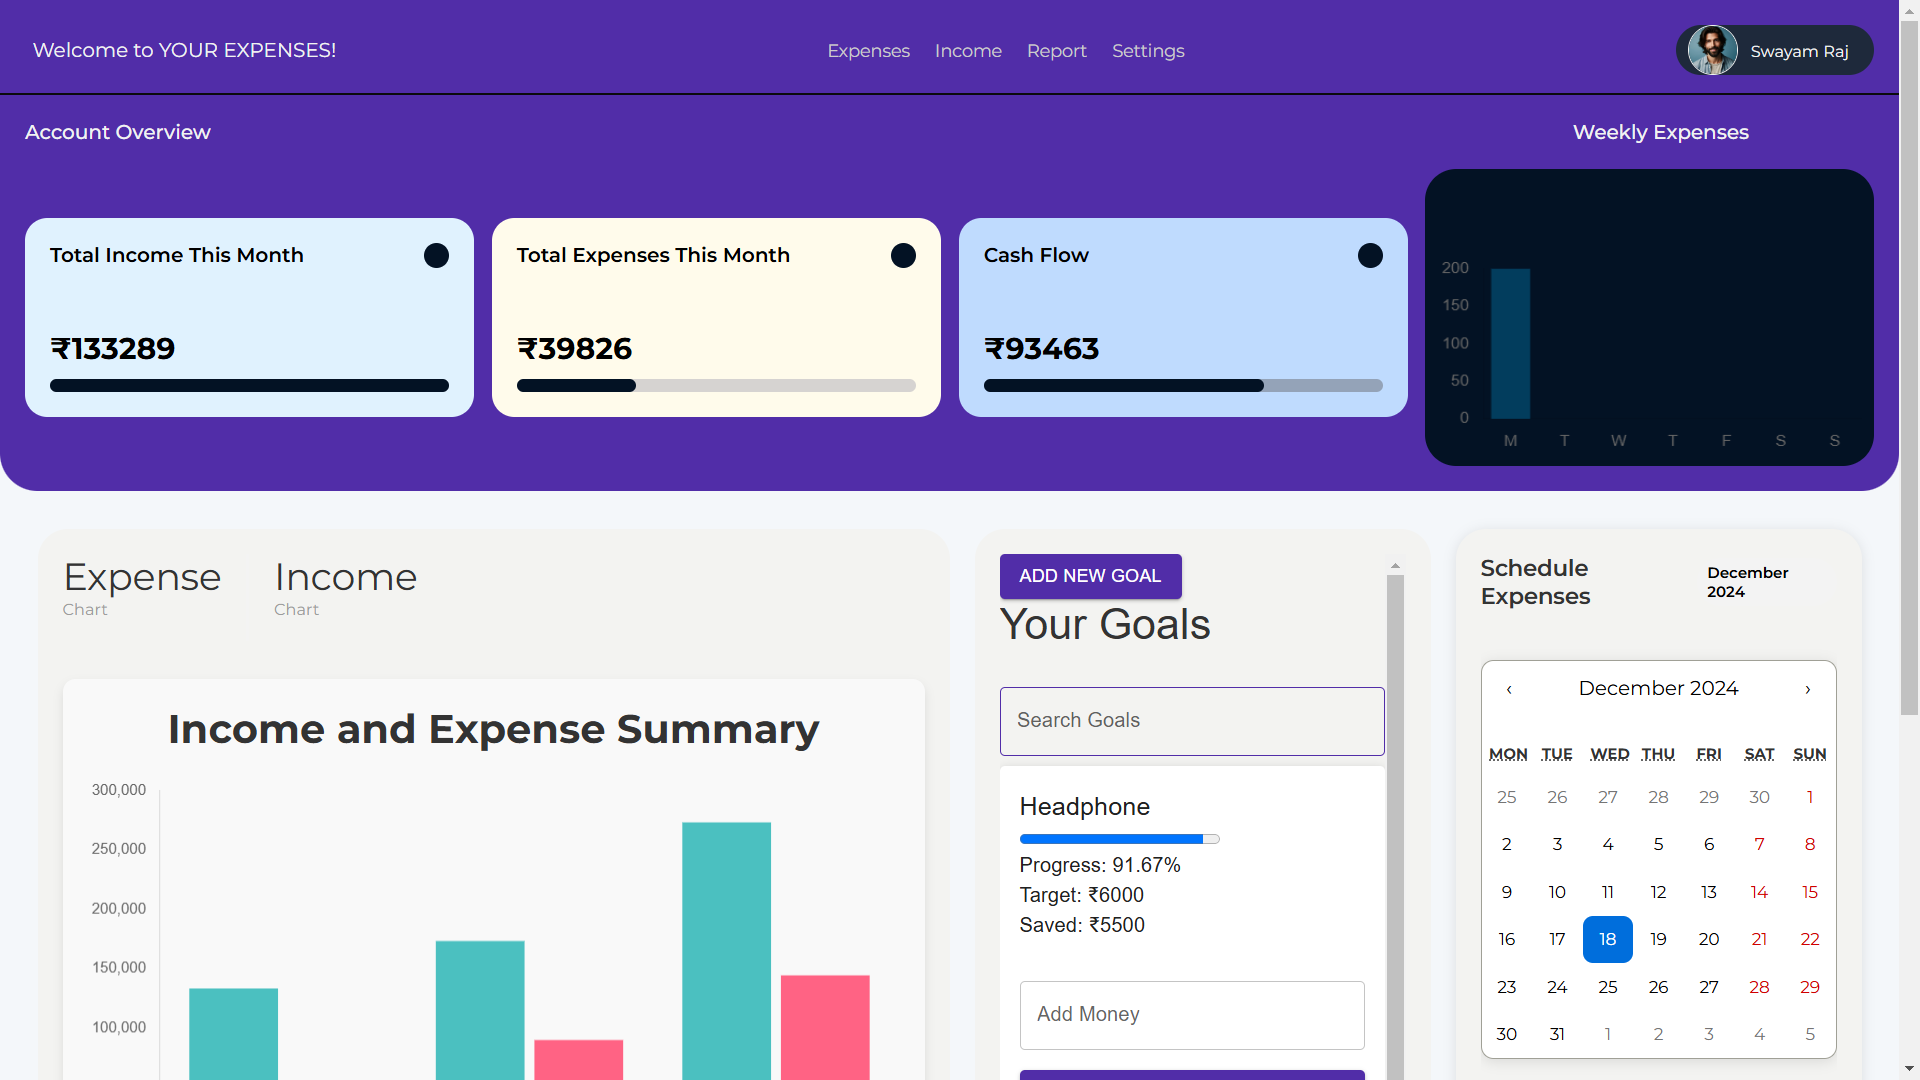 Welcome to YOUR EXPENSES!
Expenses Income Report Settings
Swayam Raj
Account Overview
Weekly Expenses
Total Income This Month
₹133289
Total Expenses This Month
₹39826
Cash Flow
₹93463
200
150
100
50
0
M T W T F S S
Expense
Chart
Income
Chart
Income and Expense Summary
300,000
250,000
200,000
150,000
100,000
ADD NEW GOAL
Your Goals
Search Goals
Headphone
Progress: 91.67%
Target: ₹6000
Saved: ₹5500
Add Money
Schedule
Expenses
December
2024
‹ December 2024 ›
MON TUE WED THU FRI SAT SUN
25 26 27 28 29 30 1
2 3 4 5 6 7 8
9 10 11 12 13 14 15
16 17 18 19 20 21 22
23 24 25 26 27 28 29
30 31 1 2 3 4 5